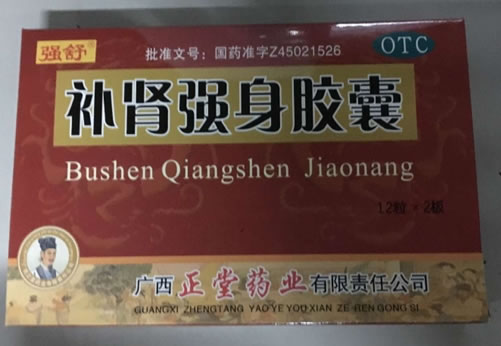 强舒
批准文号：国药准字Z45021526
OTC
补肾强身胶囊
Bushen Qiangshen Jiaonang
12粒×2板
广西正堂药业有限责任公司
GUANGXI ZHENGTANG YAO YE YOU XIAN ZE REN GONG SI